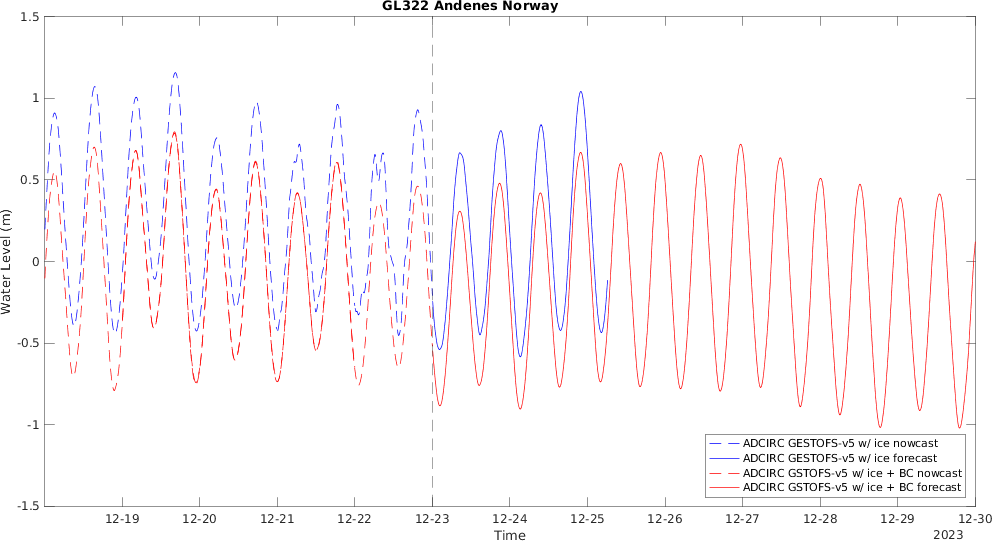 GL322 Andenes Norway
1.5
1
0.5
0
-0.5
-1
-1.5
Water Level (m)
ADCIRC GESTOFS-v5 w/ ice nowcast
ADCIRC GESTOFS-v5 w/ ice forecast
ADCIRC GSTOFS-v5 w/ ice + BC nowcast
ADCIRC GSTOFS-v5 w/ ice + BC forecast
12-19 12-20 12-21 12-22 12-23 12-24 12-25 12-26 12-27 12-28 12-29 12-30
Time
2023